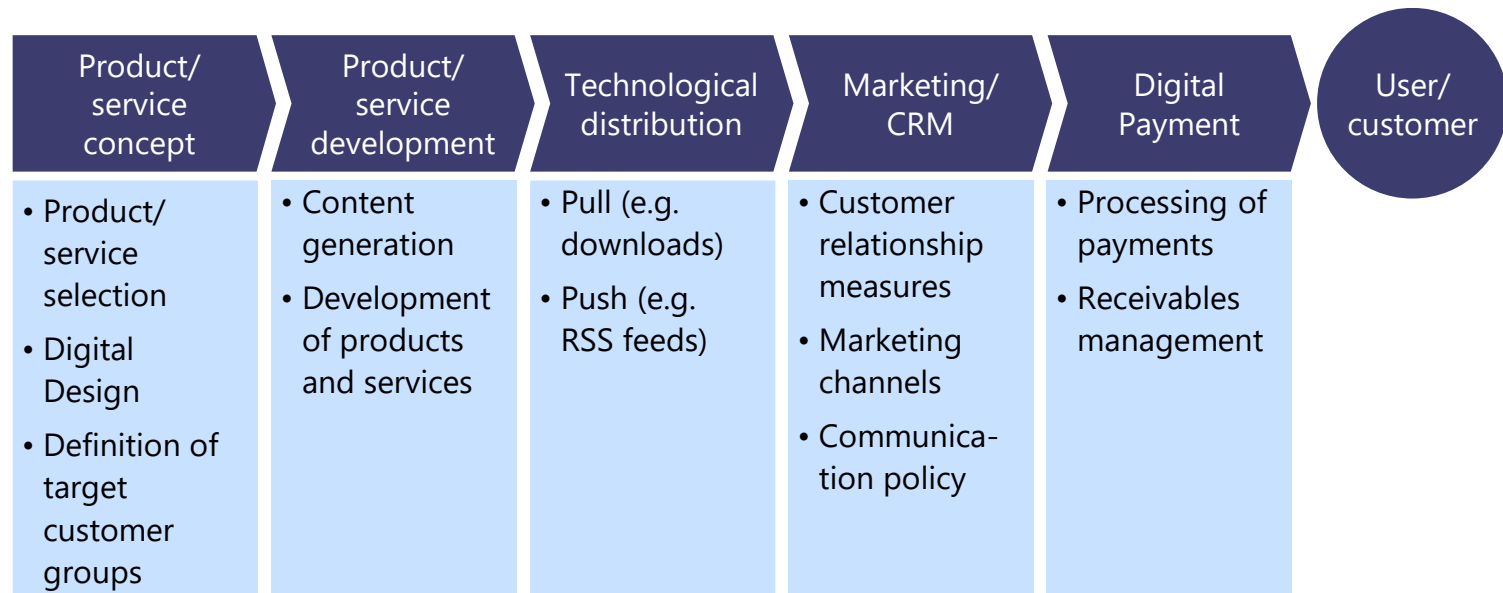 Product/
service
concept
Product/
service
development
Technological
distribution
Marketing/
CRM
Digital
Payment
User/
customer
• Product/
service
selection
• Digital
Design
• Definition of
target
customer
groups
• Content
generation
• Development
of products
and services
• Pull (e.g.
downloads)
• Push (e.g.
RSS feeds)
• Customer
relationship
measures
• Marketing
channels
• Communica-
tion policy
• Processing of
payments
• Receivables
management